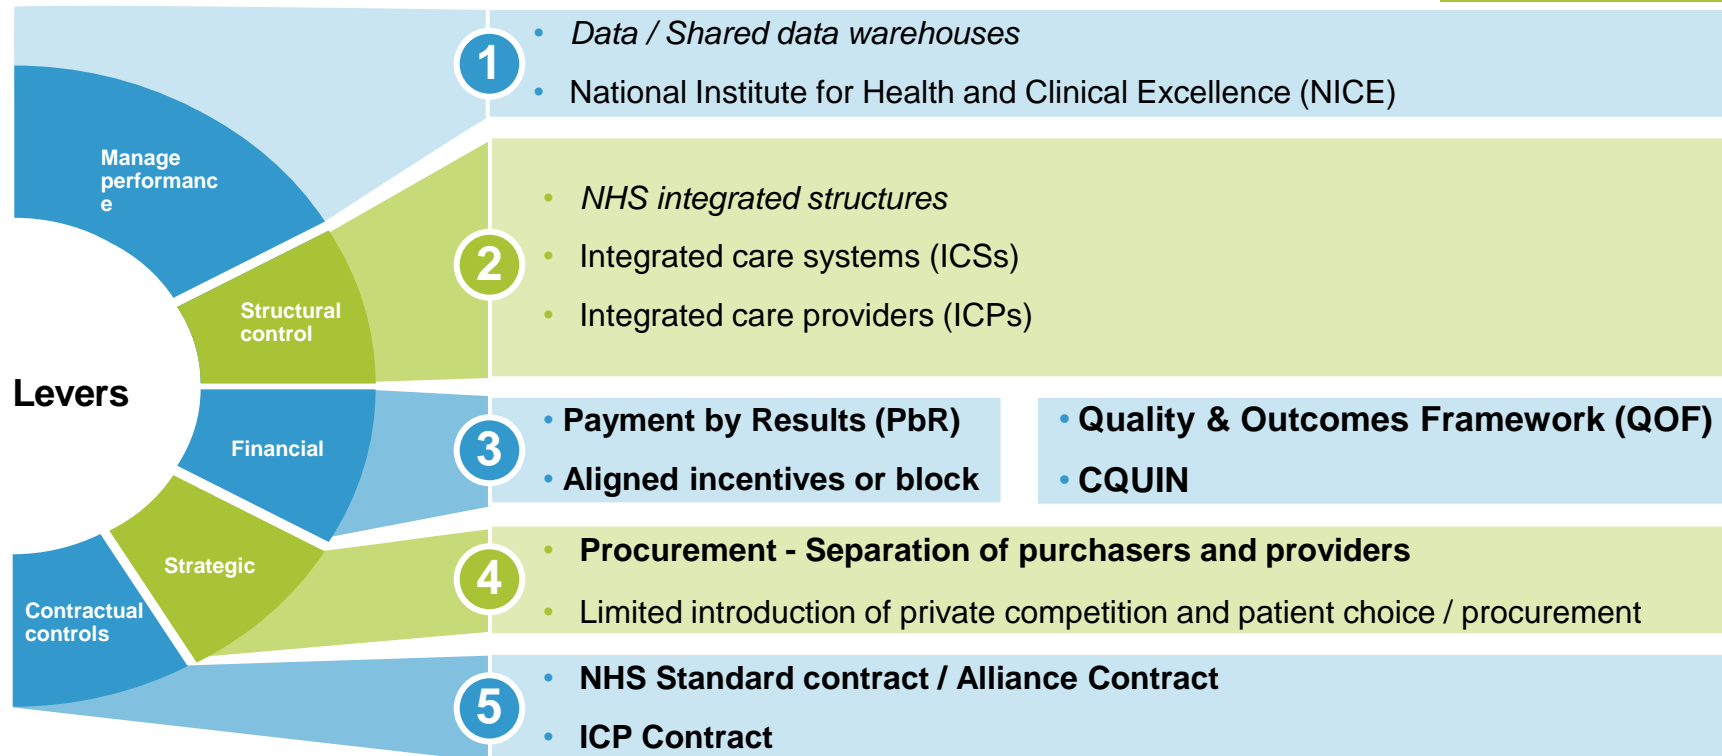 Levers
Manage
performanc
e
1
• Data / Shared data warehouses
• National Institute for Health and Clinical Excellence (NICE)
Structural
control
2
• NHS integrated structures
• Integrated care systems (ICSs)
• Integrated care providers (ICPs)
Financial
3
• Payment by Results (PbR)
• Aligned incentives or block
• Quality & Outcomes Framework (QOF)
• CQUIN
Strategic
4
• Procurement - Separation of purchasers and providers
• Limited introduction of private competition and patient choice / procurement
Contractual
controls
5
• NHS Standard contract / Alliance Contract
• ICP Contract